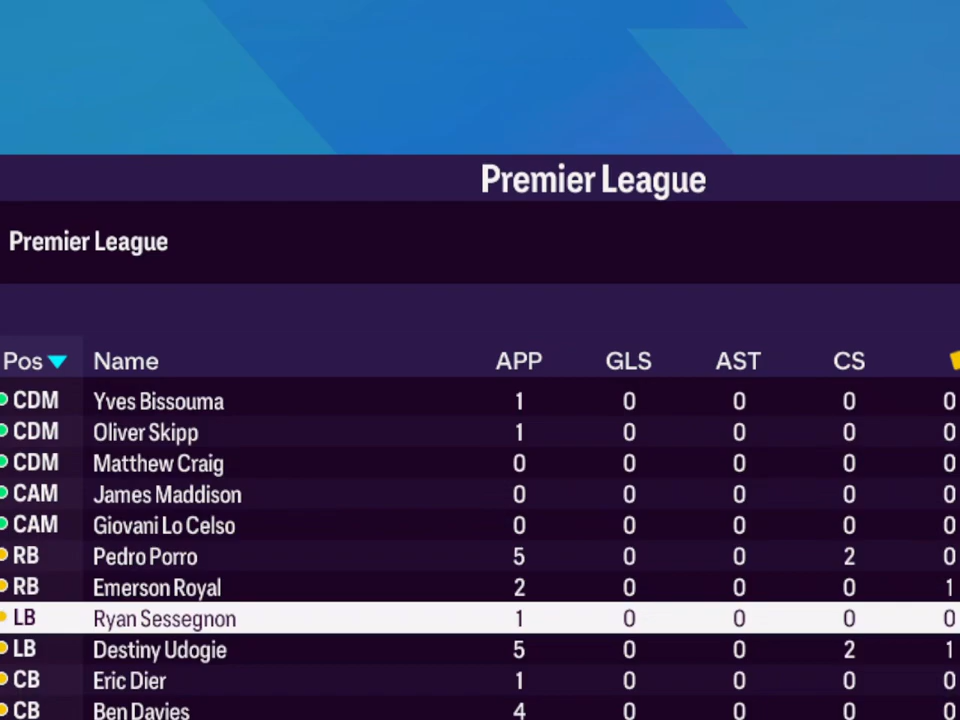 Premier League
Premier League
Pos Name APP GLS AST CS
CDM Yves Bissouma 1 0 0 0 0
CDM Oliver Skipp 1 0 0 0 0
CDM Matthew Craig 0 0 0 0 0
CAM James Maddison 0 0 0 0 0
CAM Giovani Lo Celso 0 0 0 0 0
RB Pedro Porro 5 0 0 2 0
RB Emerson Royal 2 0 0 0 1
LB Ryan Sessegnon 1 0 0 0 0
LB Destiny Udogie 5 0 0 2 1
CB Eric Dier 1 0 0 0 0
CB Ben Davies 4 0 0 0 0